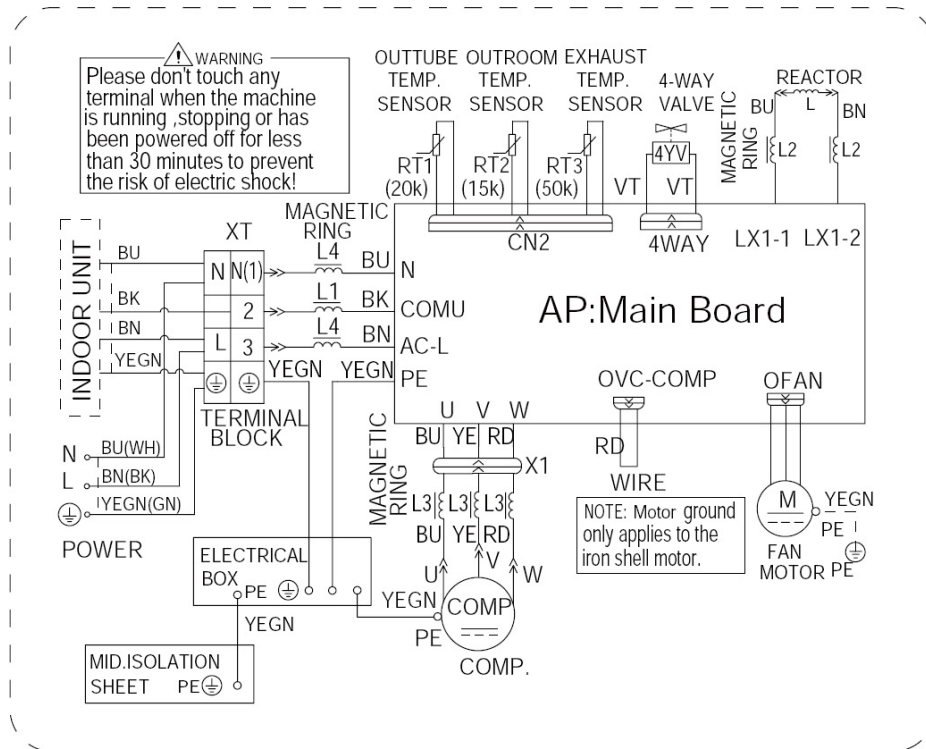 WARNING
Please don't touch any
terminal when the machine
is running ,stopping or has
been powered off for less
than 30 minutes to prevent
the risk of electric shock!
OUTTUBE OUTROOM EXHAUST
TEMP. TEMP. TEMP.
SENSOR SENSOR SENSOR
RT1 RT2 RT3
(20k) (15k) (50k)
4-WAY
VALVE
4YV
VT VT
MAGNETIC
RING
REACTOR
BU L BN
L2 L2
CN2
4WAY
LX1-1 LX1-2
INDOOR UNIT
BU
BK
BN
YEGN
XT
N N(1)
2
L 3
TERMINAL
BLOCK
MAGNETIC
RING
L4 BU N
L1 BK COMU
L4 BN AC-L
YEGN YEGN PE
AP:Main Board
OVC-COMP
OFAN
U V W
BU YE RD
X1
MAGNETIC
RING
L3 L3 L3
BU YE RD
U V W
RD
WIRE
NOTE: Motor ground
only applies to the
iron shell motor.
M
YEGN
PE
FAN
MOTOR
PE
N BU(WH)
L BN(BK)
YEGN(GN)
POWER
ELECTRICAL
BOX PE
YEGN
MID.ISOLATION
SHEET PE
YEGN
PE
COMP
COMP.